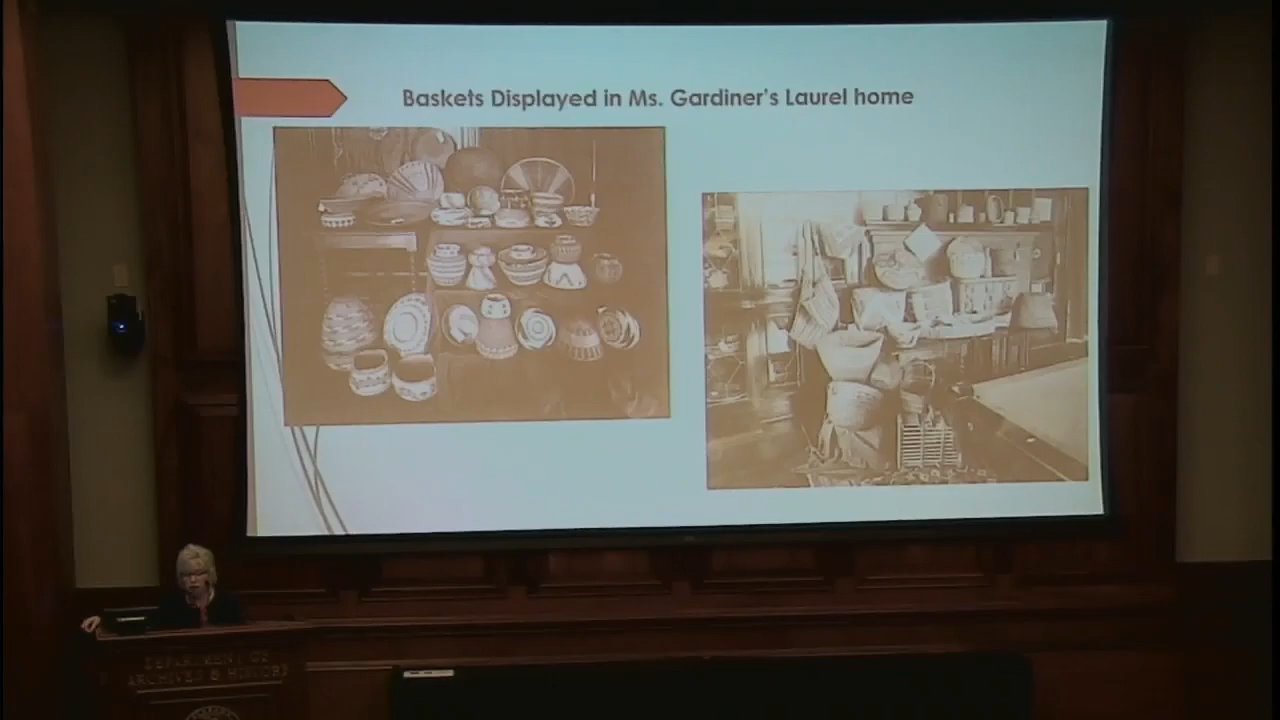 Baskets Displayed in Ms. Gardiner's Laurel home
DEPARTMENT OF
ARCHIVES & HISTORY